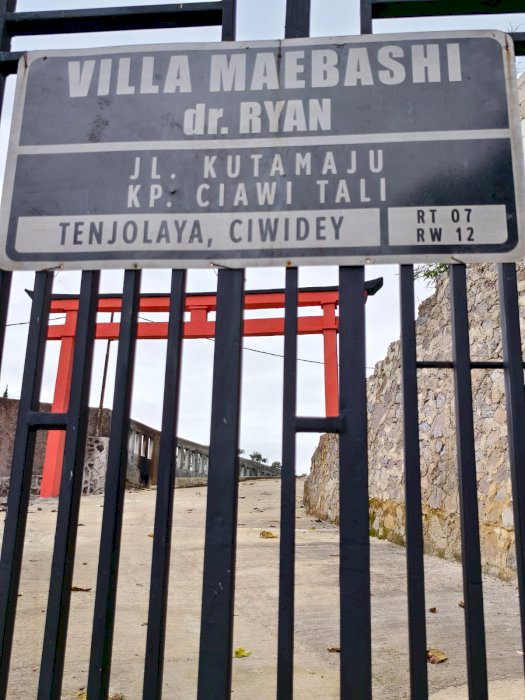 VILLA MAEBASHI
dr. RYAN
JL. KUTAMAJU
KP. CIAWI TALI
TENJOLAYA, CIWIDEY
RT 07
RW 12